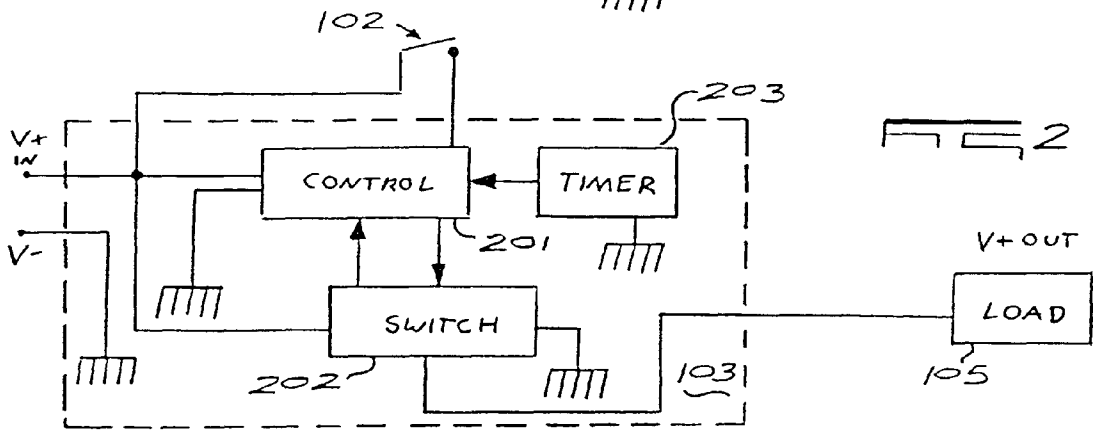 102
203
V+
IN
CONTROL
TIMER
FIG 2
201
V-
V+ OUT
SWITCH
LOAD
202
103
105